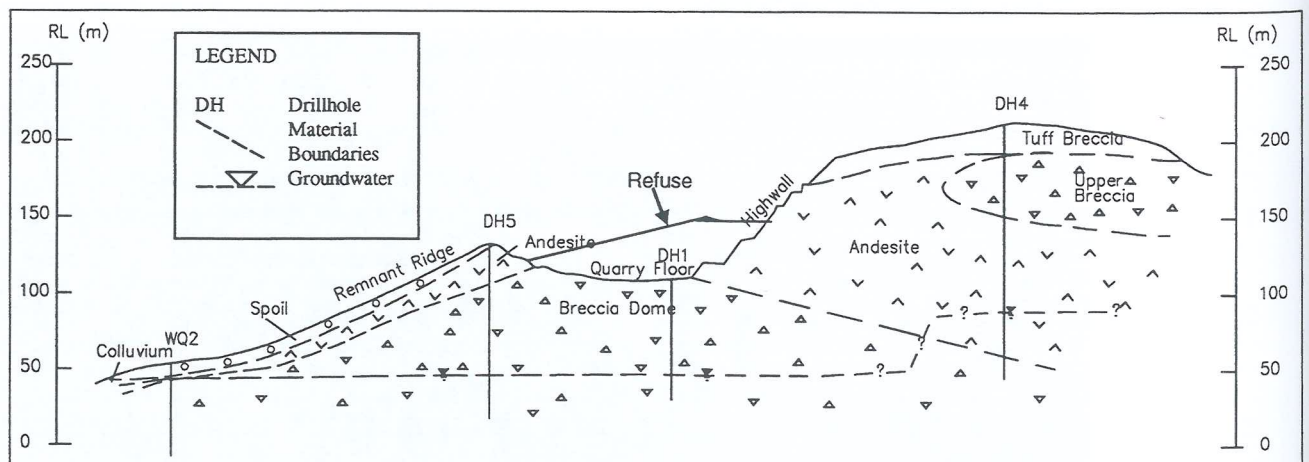 RL (m)
RL (m)
250
200
150
100
50
0
LEGEND
DH Drillhole
Material
Boundaries
Groundwater
250
200
150
100
50
0
DH4
Tuff Breccia
Upper
Breccia
Refuse
Highwall
DH5
Andesite
Andesite
DH1
Quarry Floor
Remnant Ridge
Breccia Dome
Spoil
WQ2
Colluvium
?
?
?
?